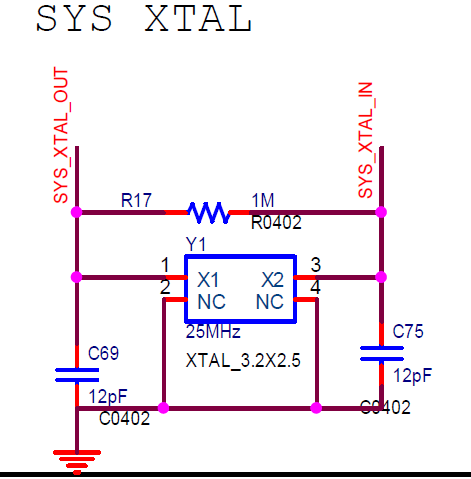 SYS XTAL
SYS_XTAL_OUT
SYS_XTAL_IN
R17
1M
R0402
Y1
1
X1
X2
3
2
NC
NC
4
25MHz
XTAL_3.2X2.5
C69
12pF
C0402
C75
12pF
C0402